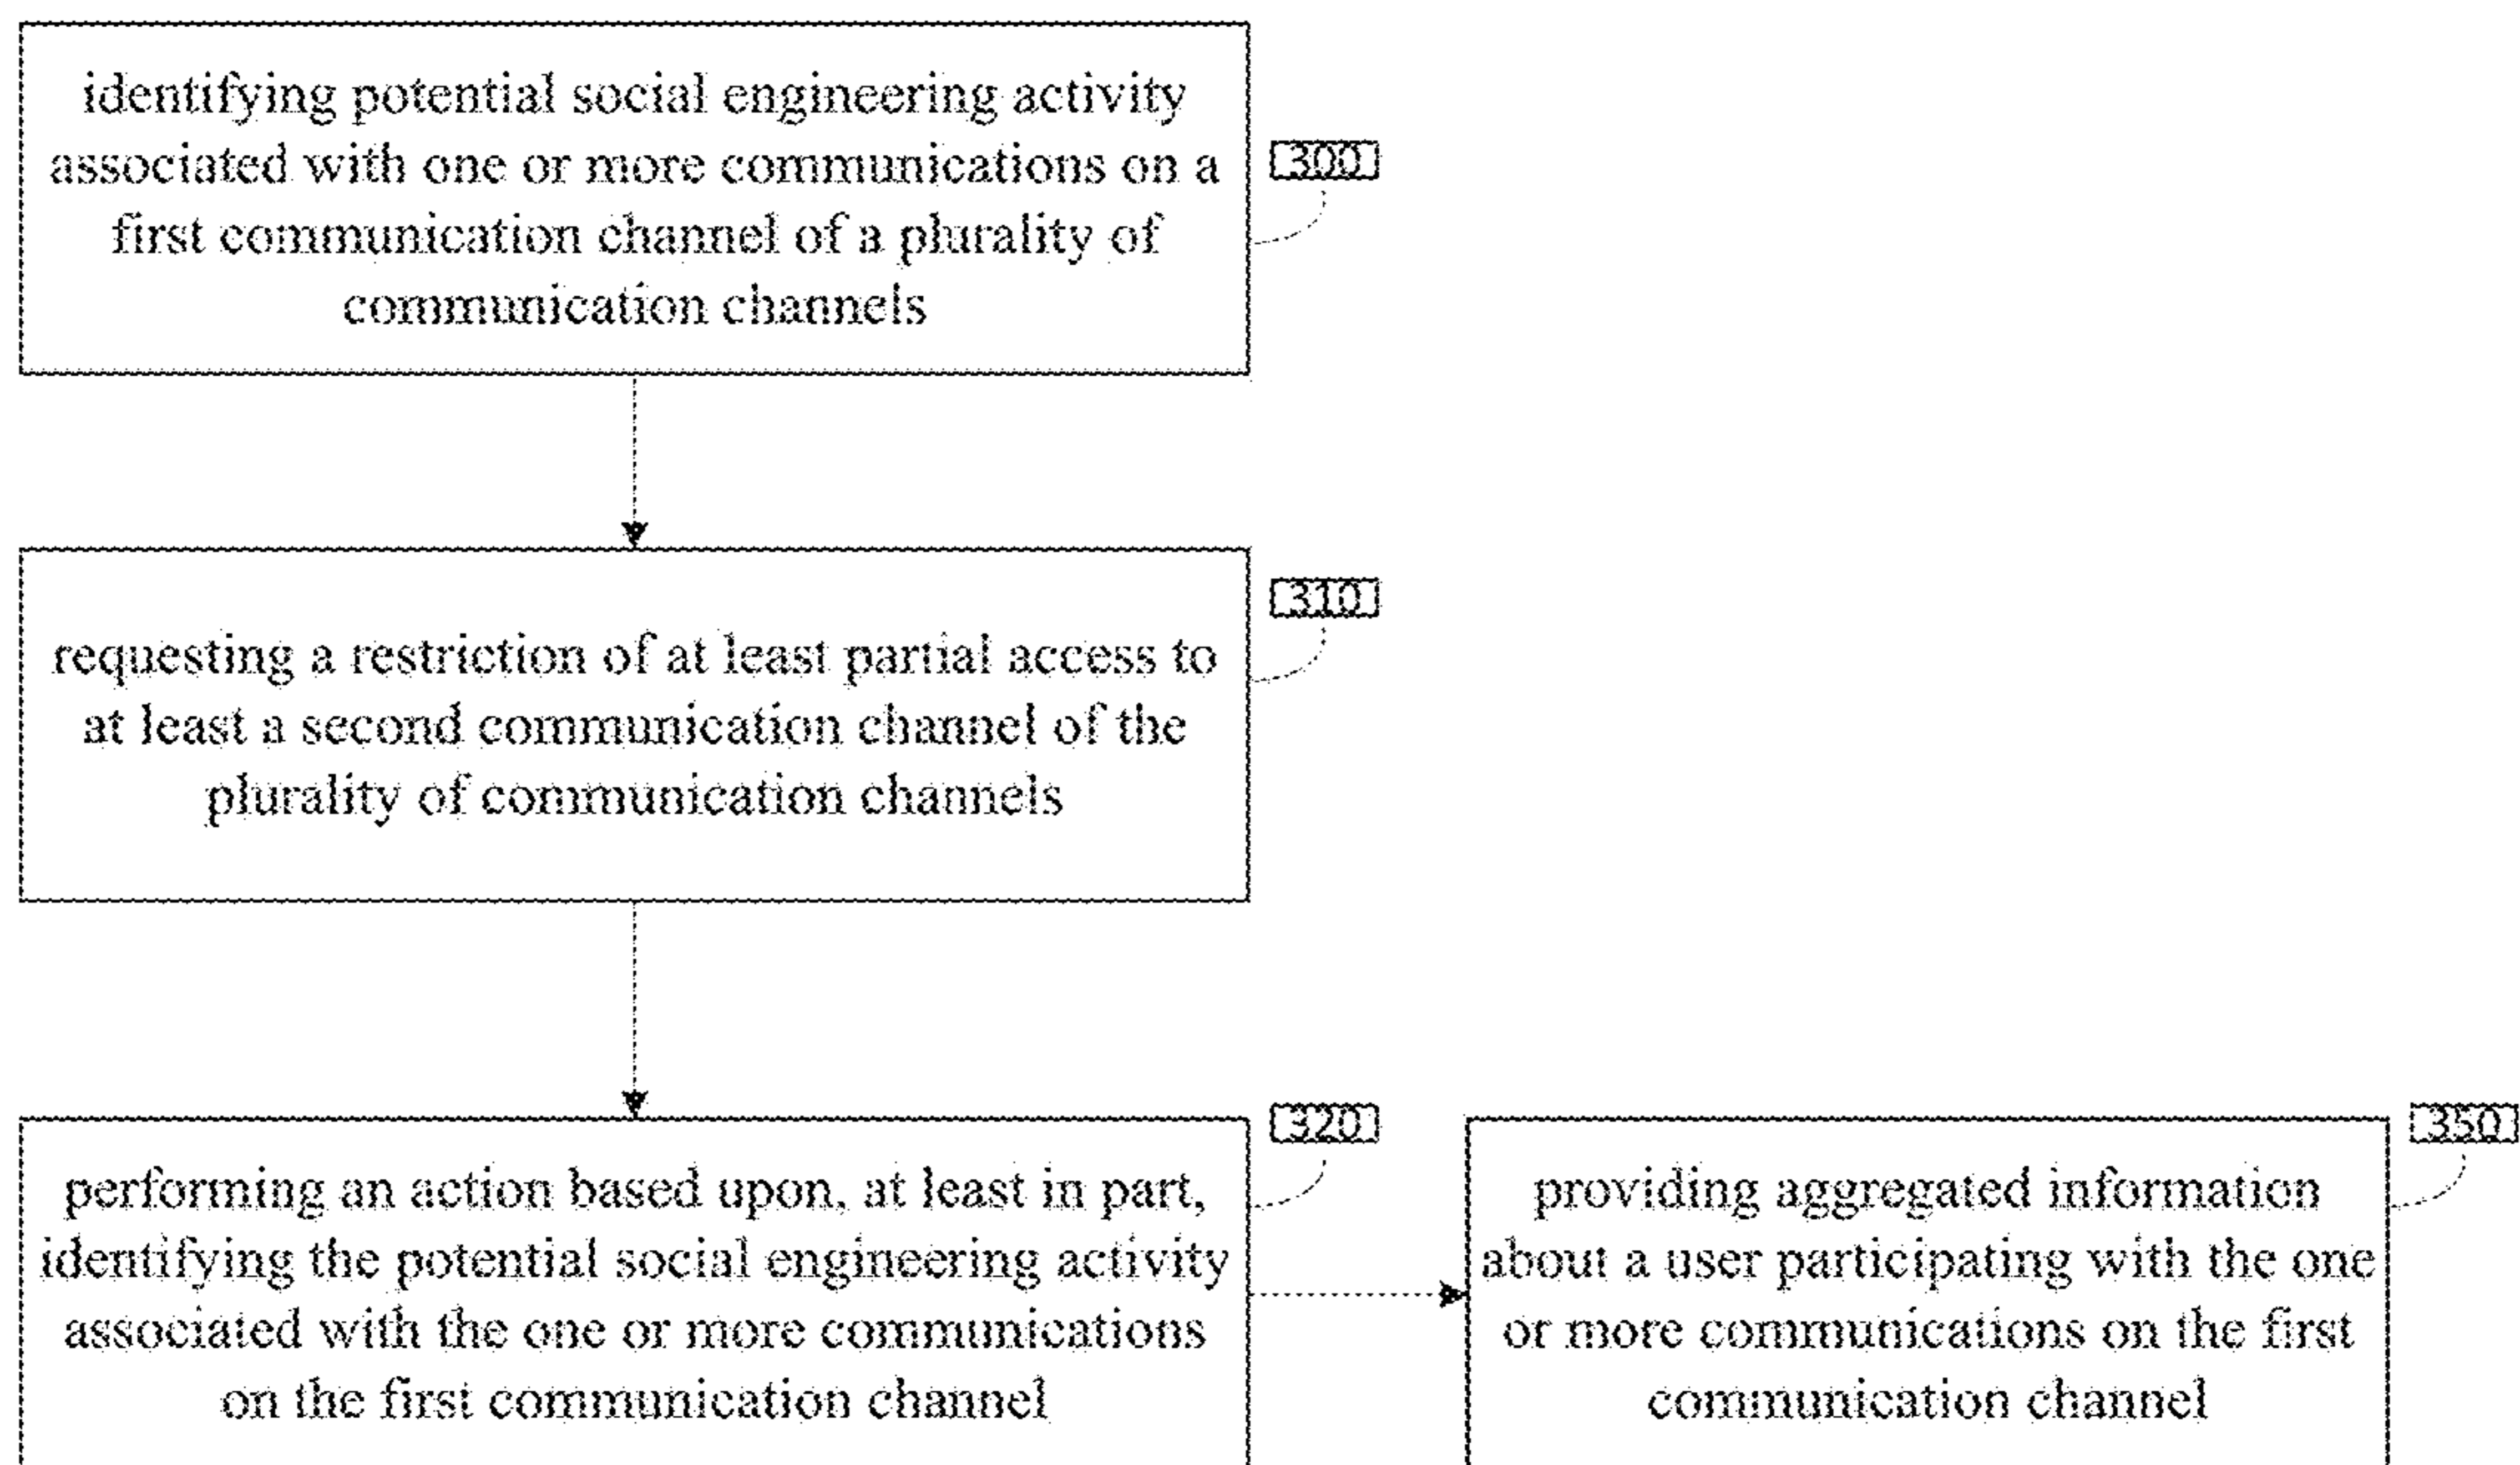 identifying potential social engineering activity
associated with one or more communications on a
first communication channel of a plurality of
communication channels
300
requesting a restriction of at least partial access to
at least a second communication channel of the
plurality of communication channels
310
performing an action based upon, at least in part,
identifying the potential social engineering activity
associated with the one or more communications
on the first communication channel
320
providing aggregated information
about a user participating with the one
or more communications on the first
communication channel
350